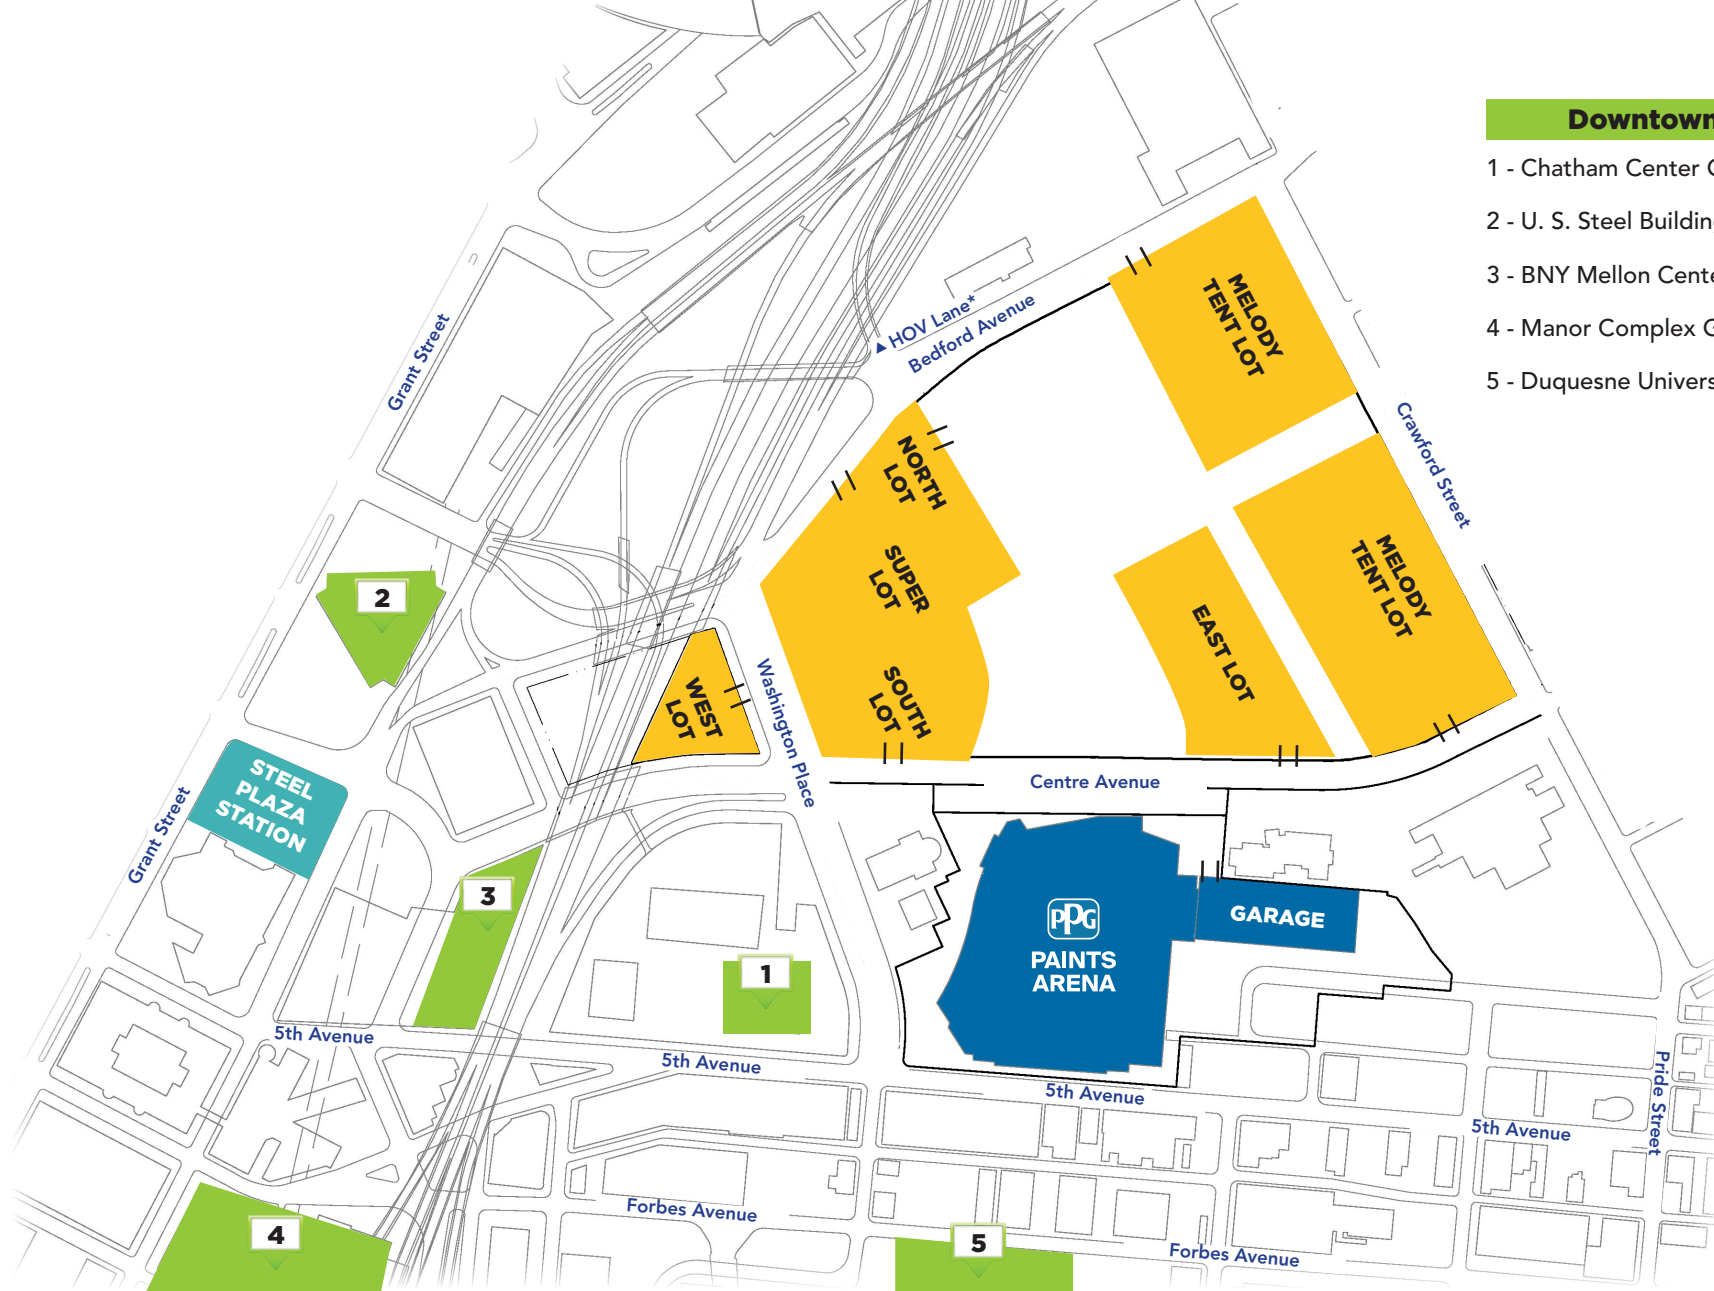 Downtown
1 - Chatham Center
2 - U. S. Steel
3 - BNY Mellon
4 - Manor Complex
5 - Duquesne
HOV Lane*
Bedford Avenue
Grant Street
MELODY
TENT LOT
Crawford Street
NORTH
LOT
SUPER
LOT
SOUTH
LOT
MELODY
TENT LOT
EAST LOT
2
WEST
LOT
Washington Place
STEEL
PLAZA
STATION
Grant Street
Centre Avenue
3
PPG
PAINTS
ARENA
GARAGE
1
5th Avenue
5th Avenue
5th Avenue
5th Avenue
Pride Street
Forbes Avenue
4
5
Forbes Avenue